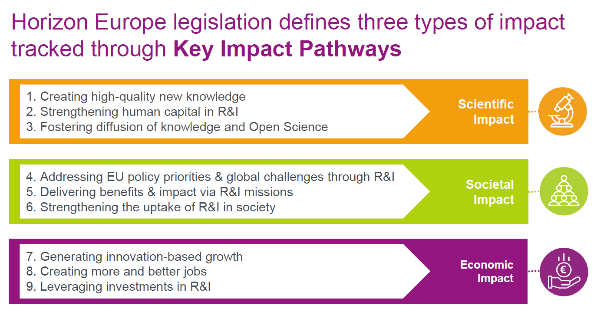 Horizon Europe legislation defines three types of impact
tracked through Key Impact Pathways
1. Creating high-quality new knowledge
2. Strengthening human capital in R&I
3. Fostering diffusion of knowledge and Open Science
Scientific
Impact
4. Addressing EU policy priorities & global challenges through R&I
5. Delivering benefits & impact via R&I missions
6. Strengthening the uptake of R&I in society
Societal
Impact
7. Generating innovation-based growth
8. Creating more and better jobs
9. Leveraging investments in R&I
Economic
Impact
€